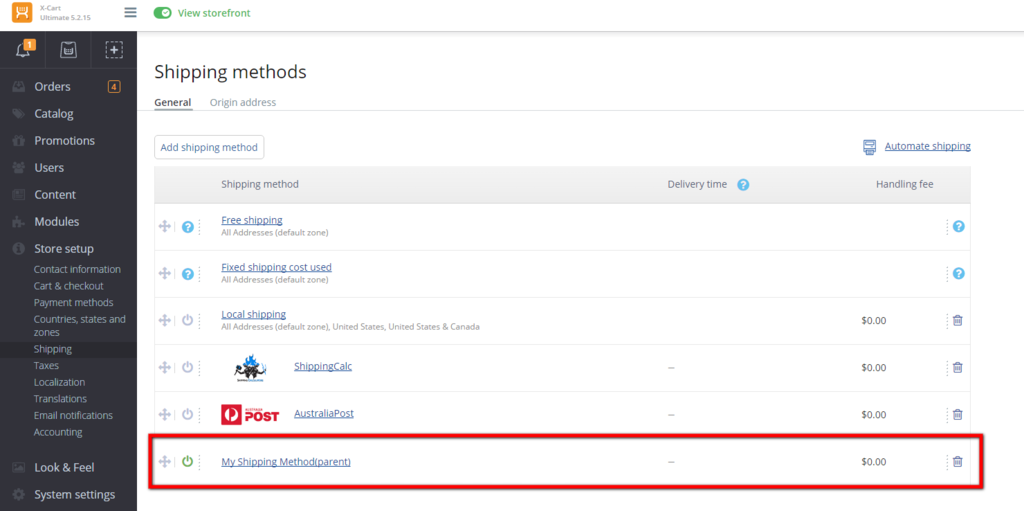 X-Cart
Ultimate 5.2.15
View storefront
1
Orders 4
Catalog
Promotions
Users
Content
Modules
Store setup
Contact information
Cart & checkout
Payment methods
Countries, states and
zones
Shipping
Taxes
Localization
Translations
Email notifications
Accounting
Look & Feel
System settings
Shipping methods
General Origin address
Add shipping method Automate shipping
Shipping method Delivery time ? Handling fee
? Free shipping ?
All Addresses (default zone)
? Fixed shipping cost used ?
All Addresses (default zone)
Local shipping $0.00
All Addresses (default zone), United States, United States & Canada
ShippingCalc – $0.00
POST AustraliaPost – $0.00
My Shipping Method(parent) – $0.00